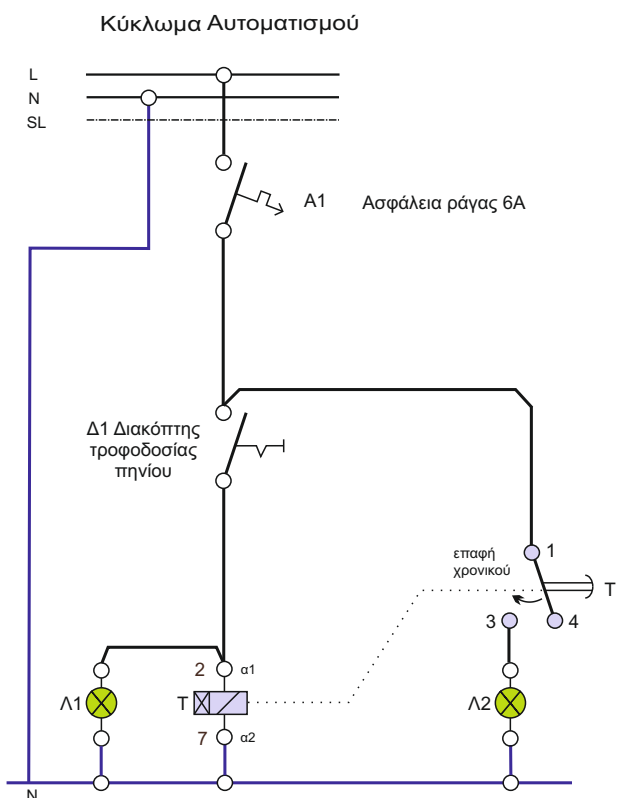 Κύκλωμα Αυτοματισμού
L
N
SL
A1
Ασφάλεια ράγας 6Α
Δ1 Διακόπτης
τροφοδοσίας
πηνίου
επαφή
χρονικού
1
T
3
4
2
α1
Λ1
T
Λ2
7
α2
N